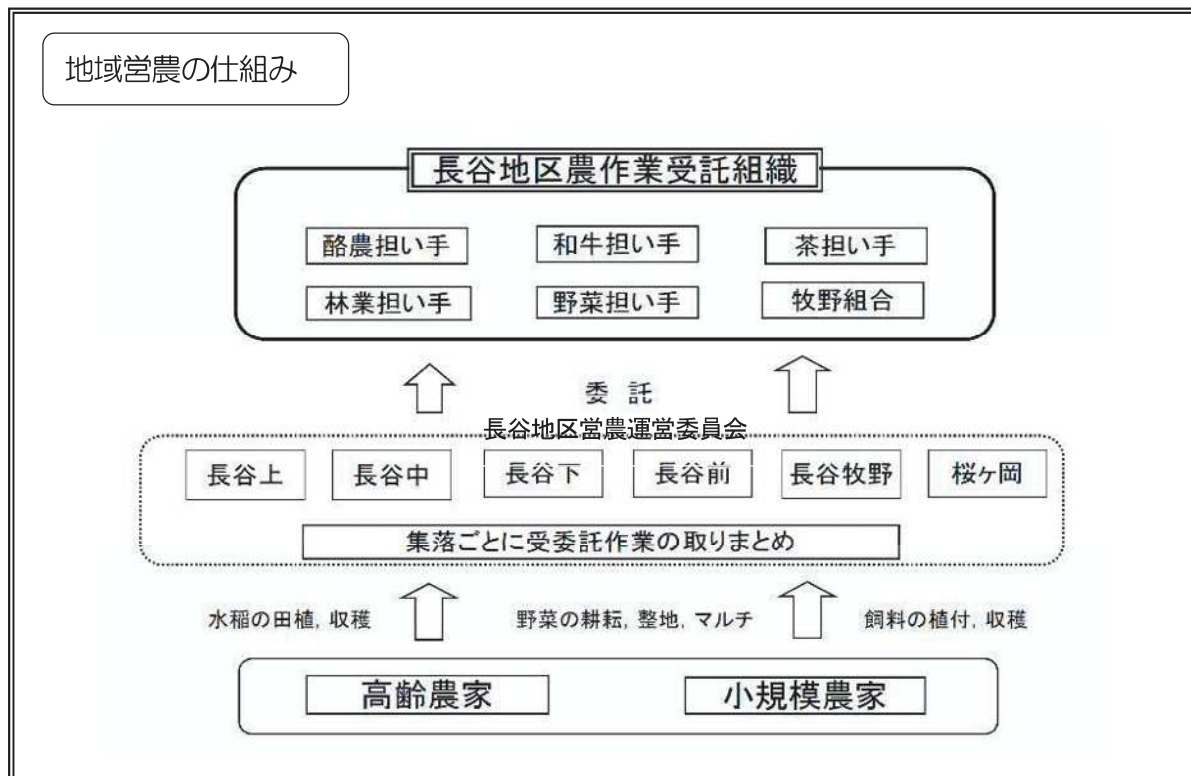 地域営農の仕組み
長谷地区農作業受託組織
酪農担い手 和牛担い手 茶担い手
林業担い手 野菜担い手 牧野組合
委 託
長谷地区営農運営委員会
長谷上 長谷中 長谷下 長谷前 長谷牧野 桜ヶ岡
集落ごとに受委託作業の取りまとめ
水稲の田植, 収穫 野菜の耕耘, 整地, マルチ 飼料の植付, 収穫
高齢農家 小規模農家